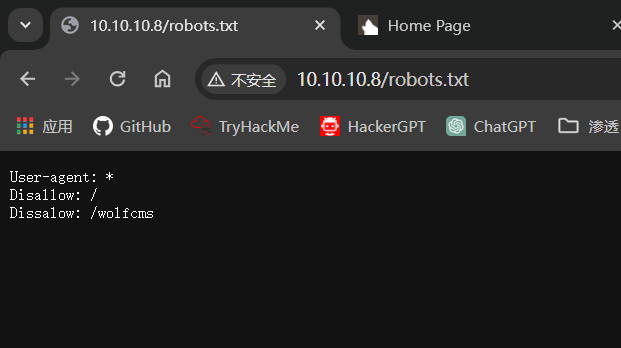 10.10.10.8/robots.txt
Home Page
不安全 10.10.10.8/robots.txt
应用 GitHub TryHackMe HackerGPT ChatGPT 渗透
User-agent: *
Disallow: /
Dissalow: /wolfcms